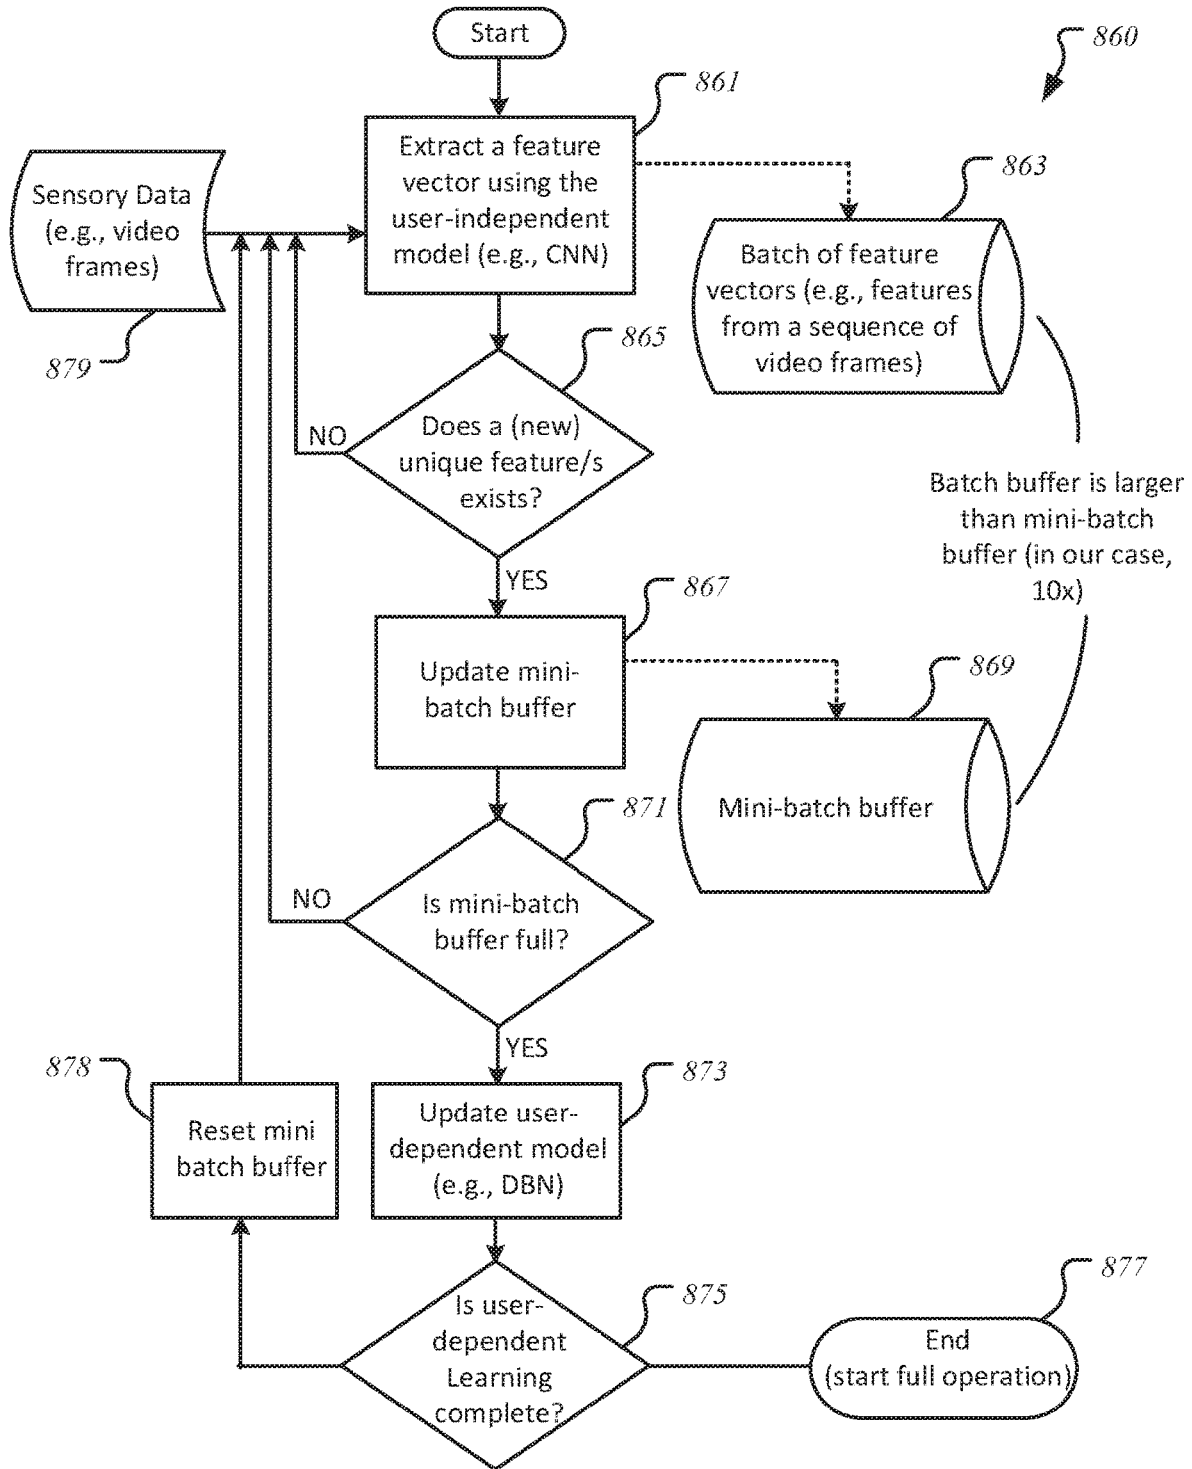 Start
860
861
Extract a feature
vector using the
user-independent
model (e.g., CNN)
Sensory Data
(e.g., video
frames)
879
863
Batch of feature
vectors (e.g., features
from a sequence of
video frames)
865
Does a (new)
unique feature/s
exists?
NO
YES
Batch buffer is larger
than mini-batch
buffer (in our case,
10x)
867
Update mini-
batch buffer
869
Mini-batch buffer
871
Is mini-batch
buffer full?
NO
YES
878
Reset mini
batch buffer
873
Update user-
dependent model
(e.g., DBN)
875
Is user-
dependent
Learning
complete?
877
End
(start full operation)